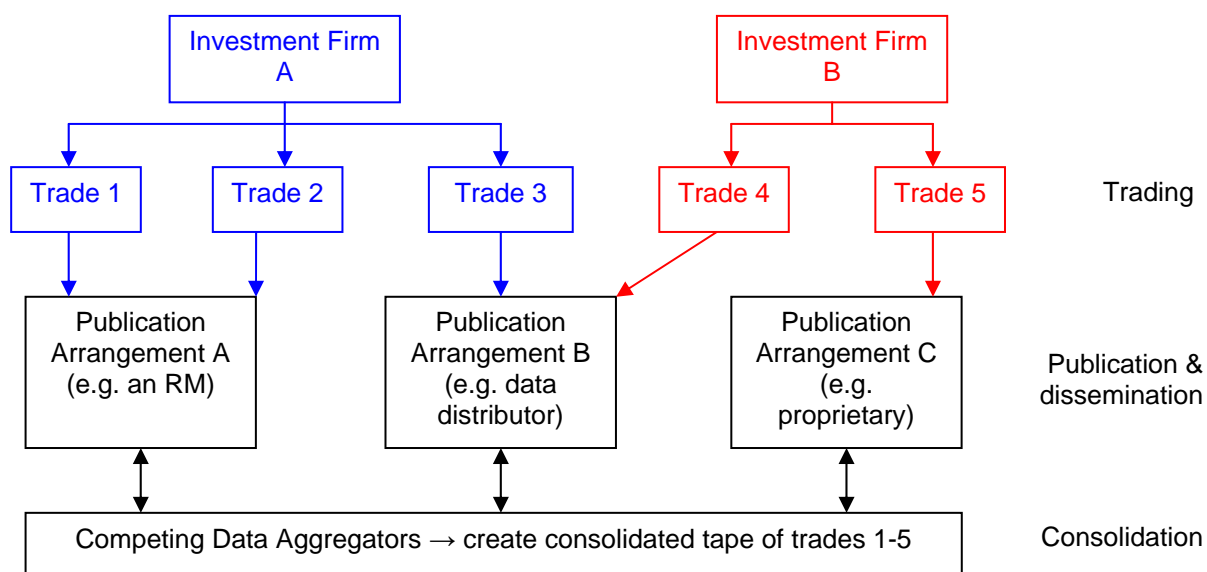 Investment Firm
A
Investment Firm
B
Trade 1
Trade 2
Trade 3
Trade 4
Trade 5
Trading
Publication
Arrangement A
(e.g. an RM)
Publication
Arrangement B
(e.g. data
distributor)
Publication
Arrangement C
(e.g.
proprietary)
Publication &
dissemination
Competing Data Aggregators → create consolidated tape of trades 1-5
Consolidation